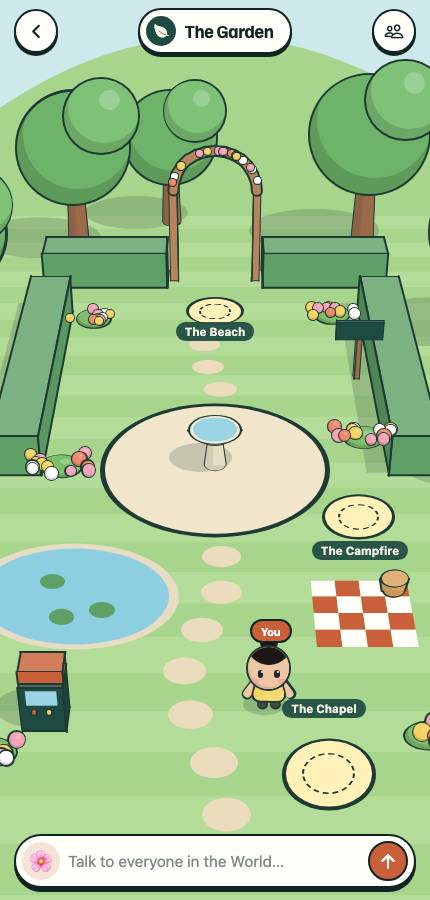 The Garden
The Beach
The Campfire
You
The Chapel
Talk to everyone in the World...